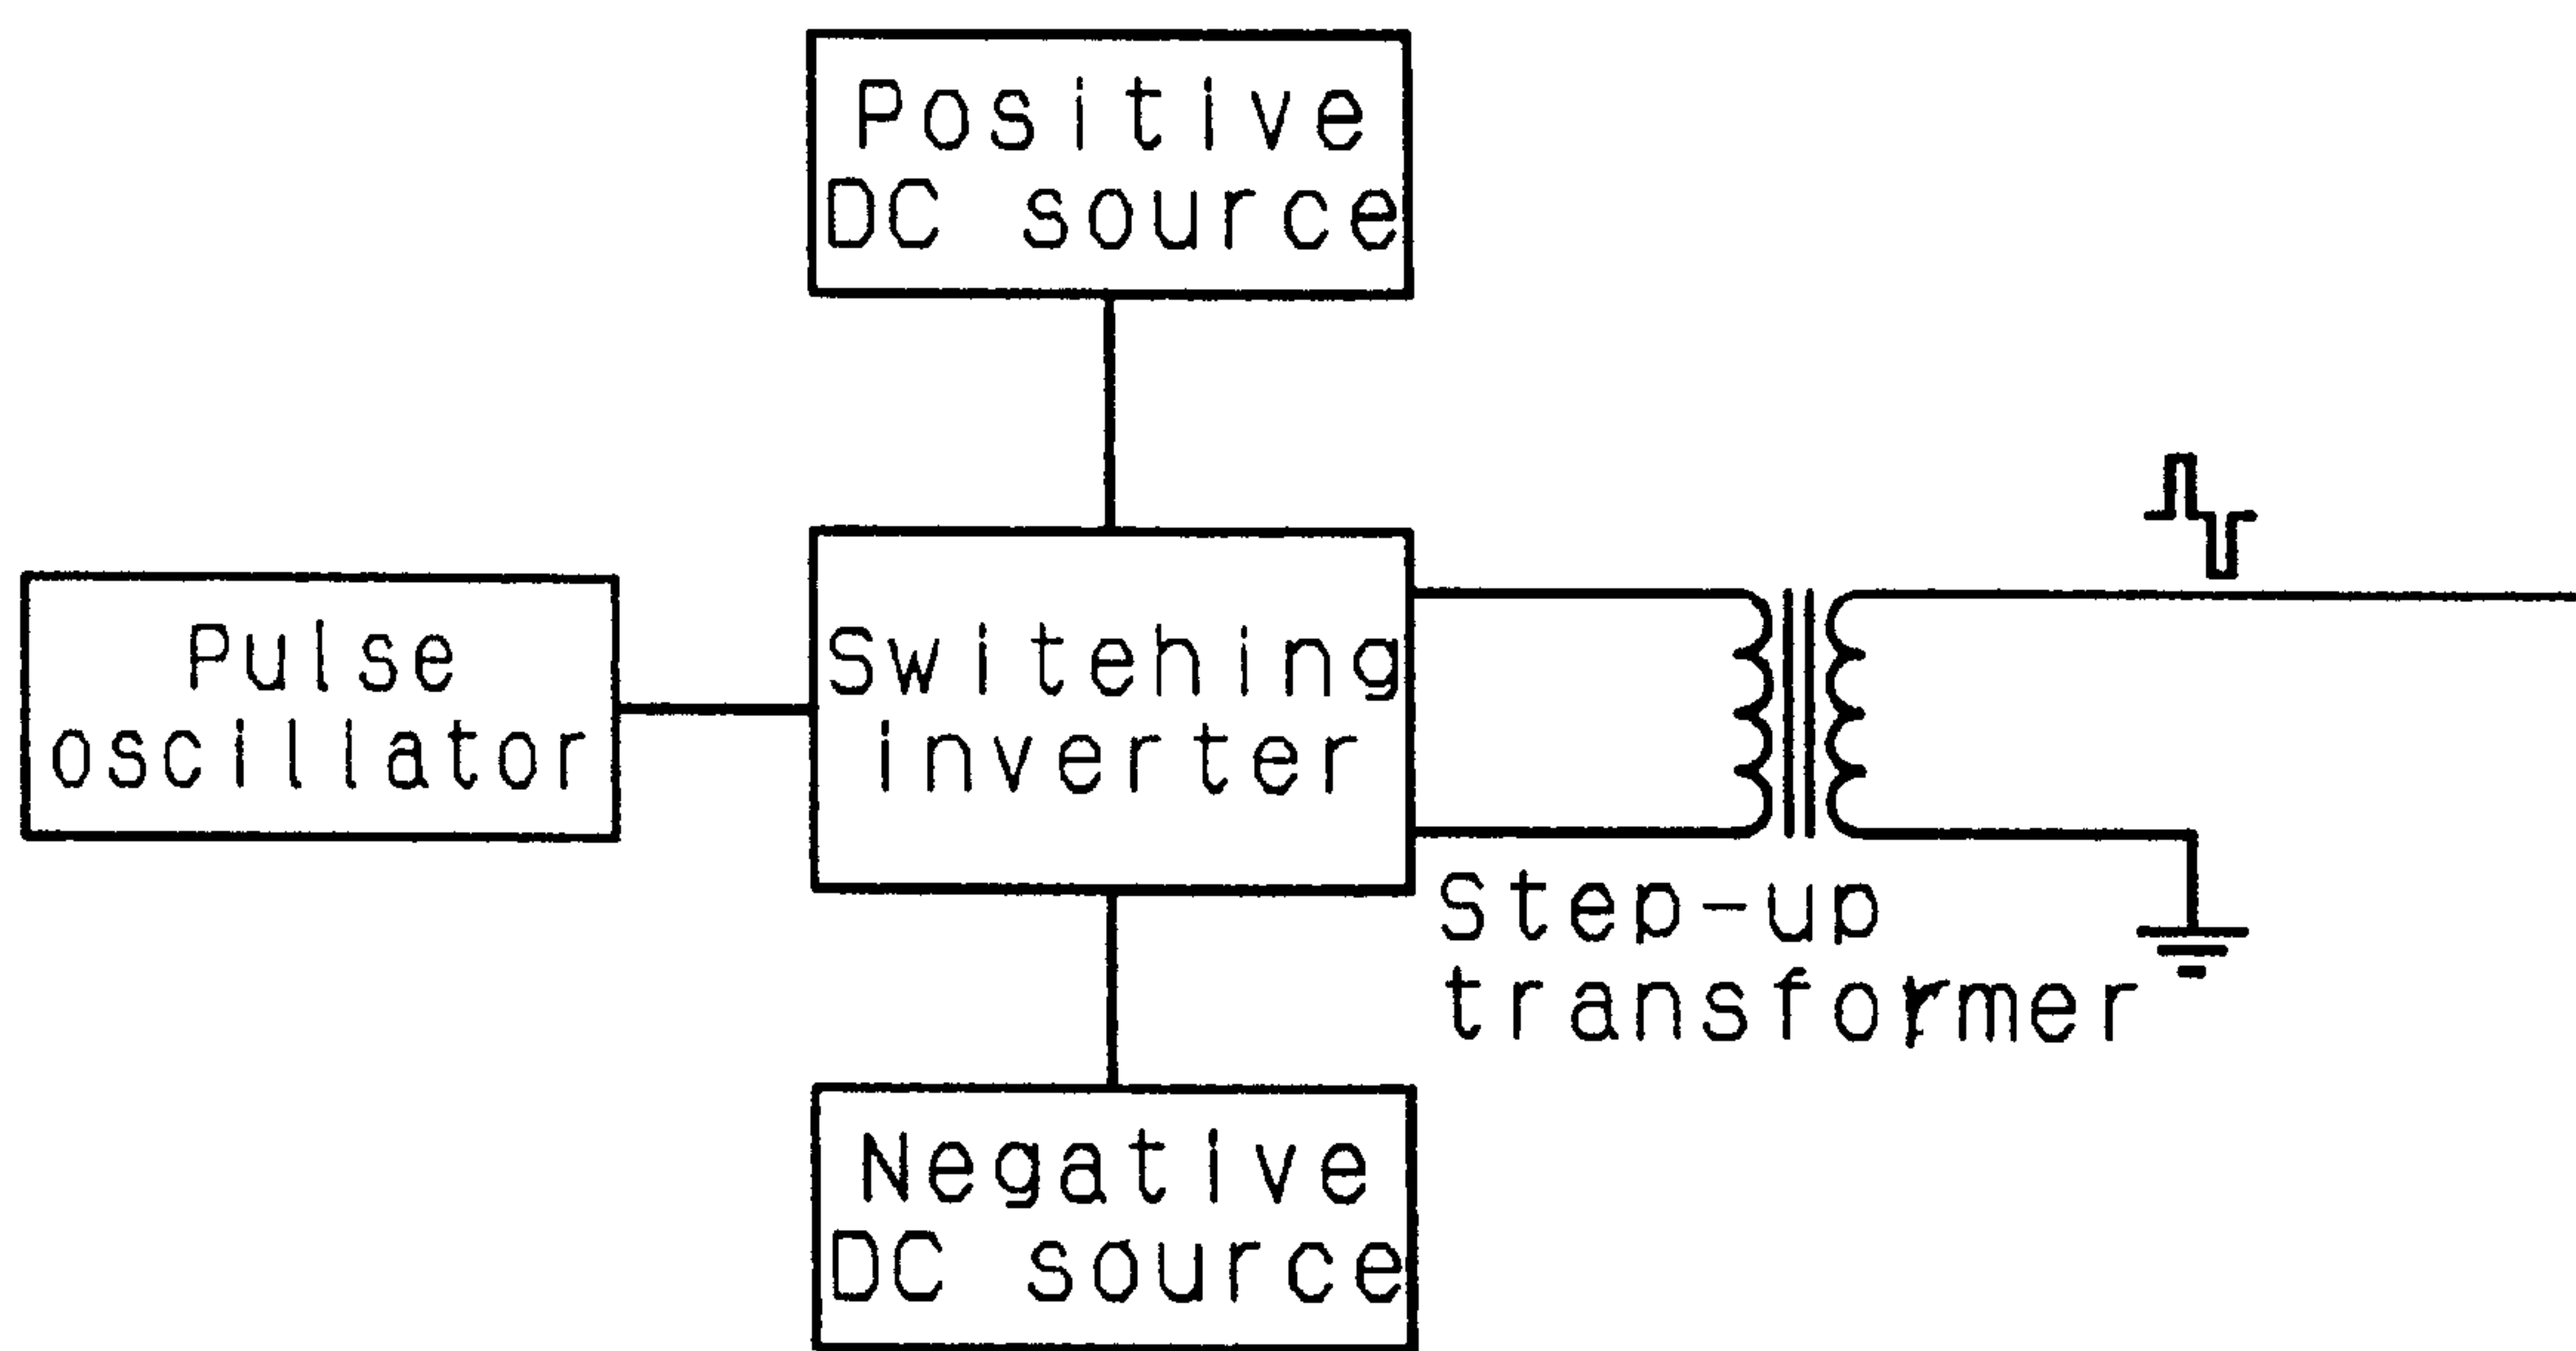 Positive
DC source
Pulse
oscillator
Switehing
inverter
Step-up
transformer
Negative
DC source